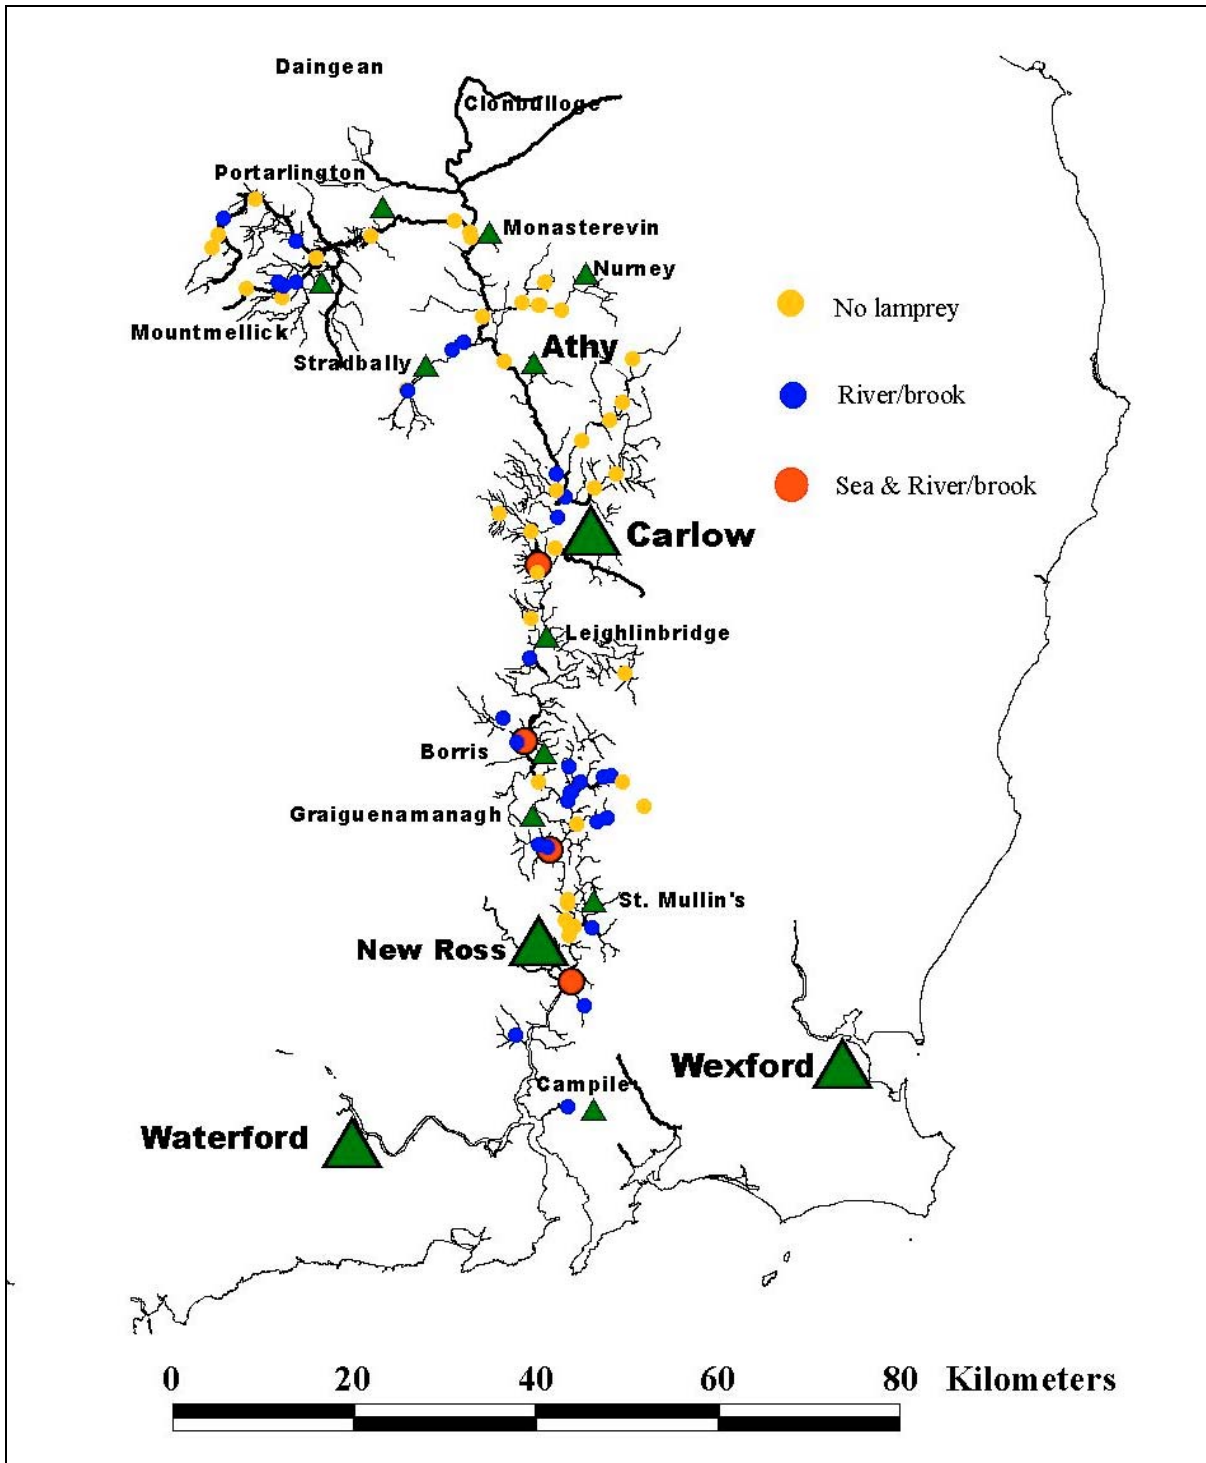 Daingean
Clonbulloge
Portarlington
Monasterevin
Nurney
No lamprey
Mountmellick
Athy
Stradbally
River/brook
Sea & River/brook
Carlow
Leighlinbridge
Borris
Graiguenamanagh
St. Mullin's
New Ross
Wexford
Campile
Waterford
0 20 40 60 80 Kilometers